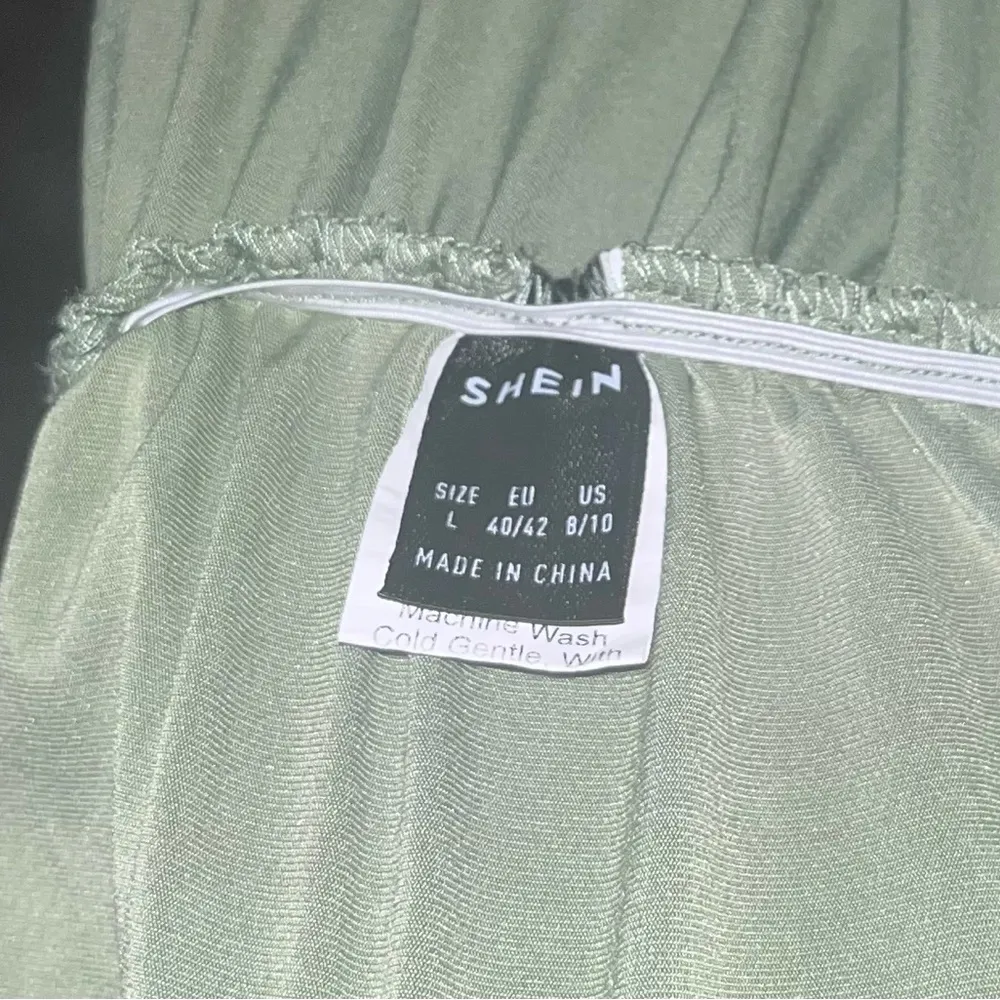 SHEIN
SIZE EU US
L 40/42 8/10
MADE IN CHINA
Machine Wash
Cold Gentle, With